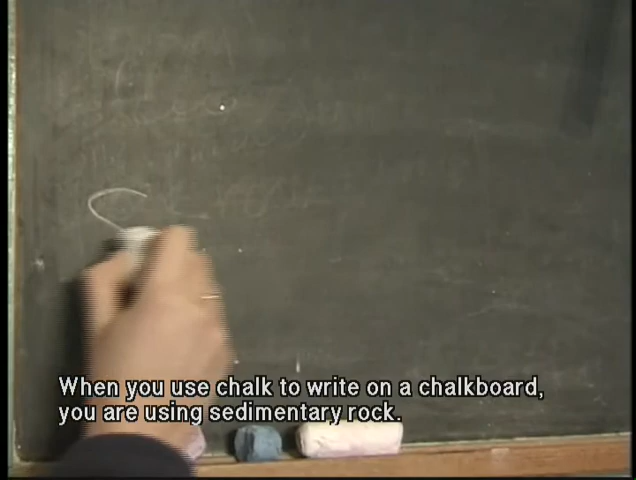 When you use chalk to write on a chalkboard,
you are using sedimentary rock.